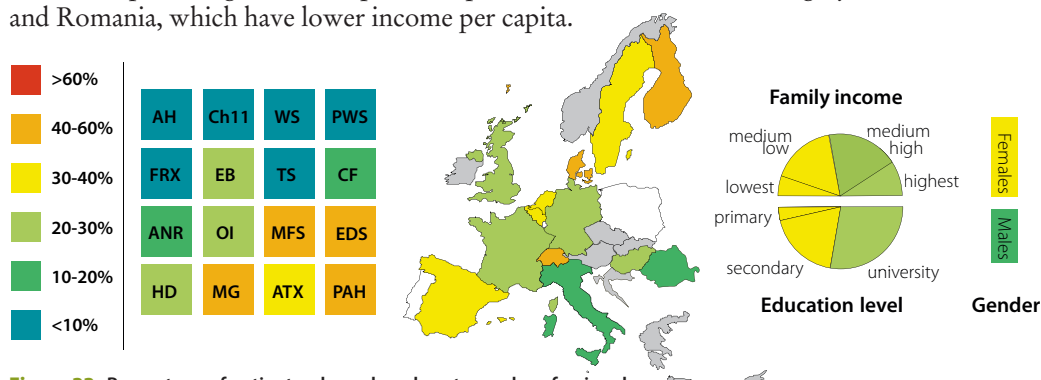 and Romania, which have lower income per capita.
>60%
40-60%
30-40%
20-30%
10-20%
<10%
AH Ch11 WS PWS
FRX EB TS CF
ANR OI MFS EDS
HD MG ATX PAH
Family income
medium low
medium high
lowest
highest
primary
secondary
university
Education level
Females
Males
Gender